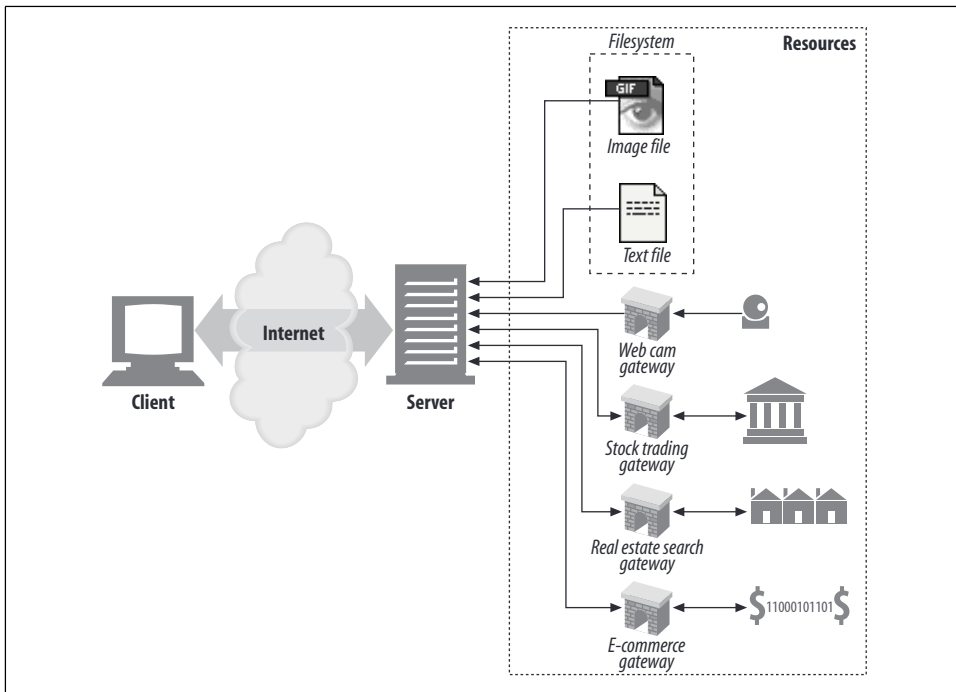 Filesystem
Resources
GIF
Image file
Text file
Internet
Client
Server
Web cam
gateway
Stock trading
gateway
Real estate search
gateway
$11000101101$
E-commerce
gateway